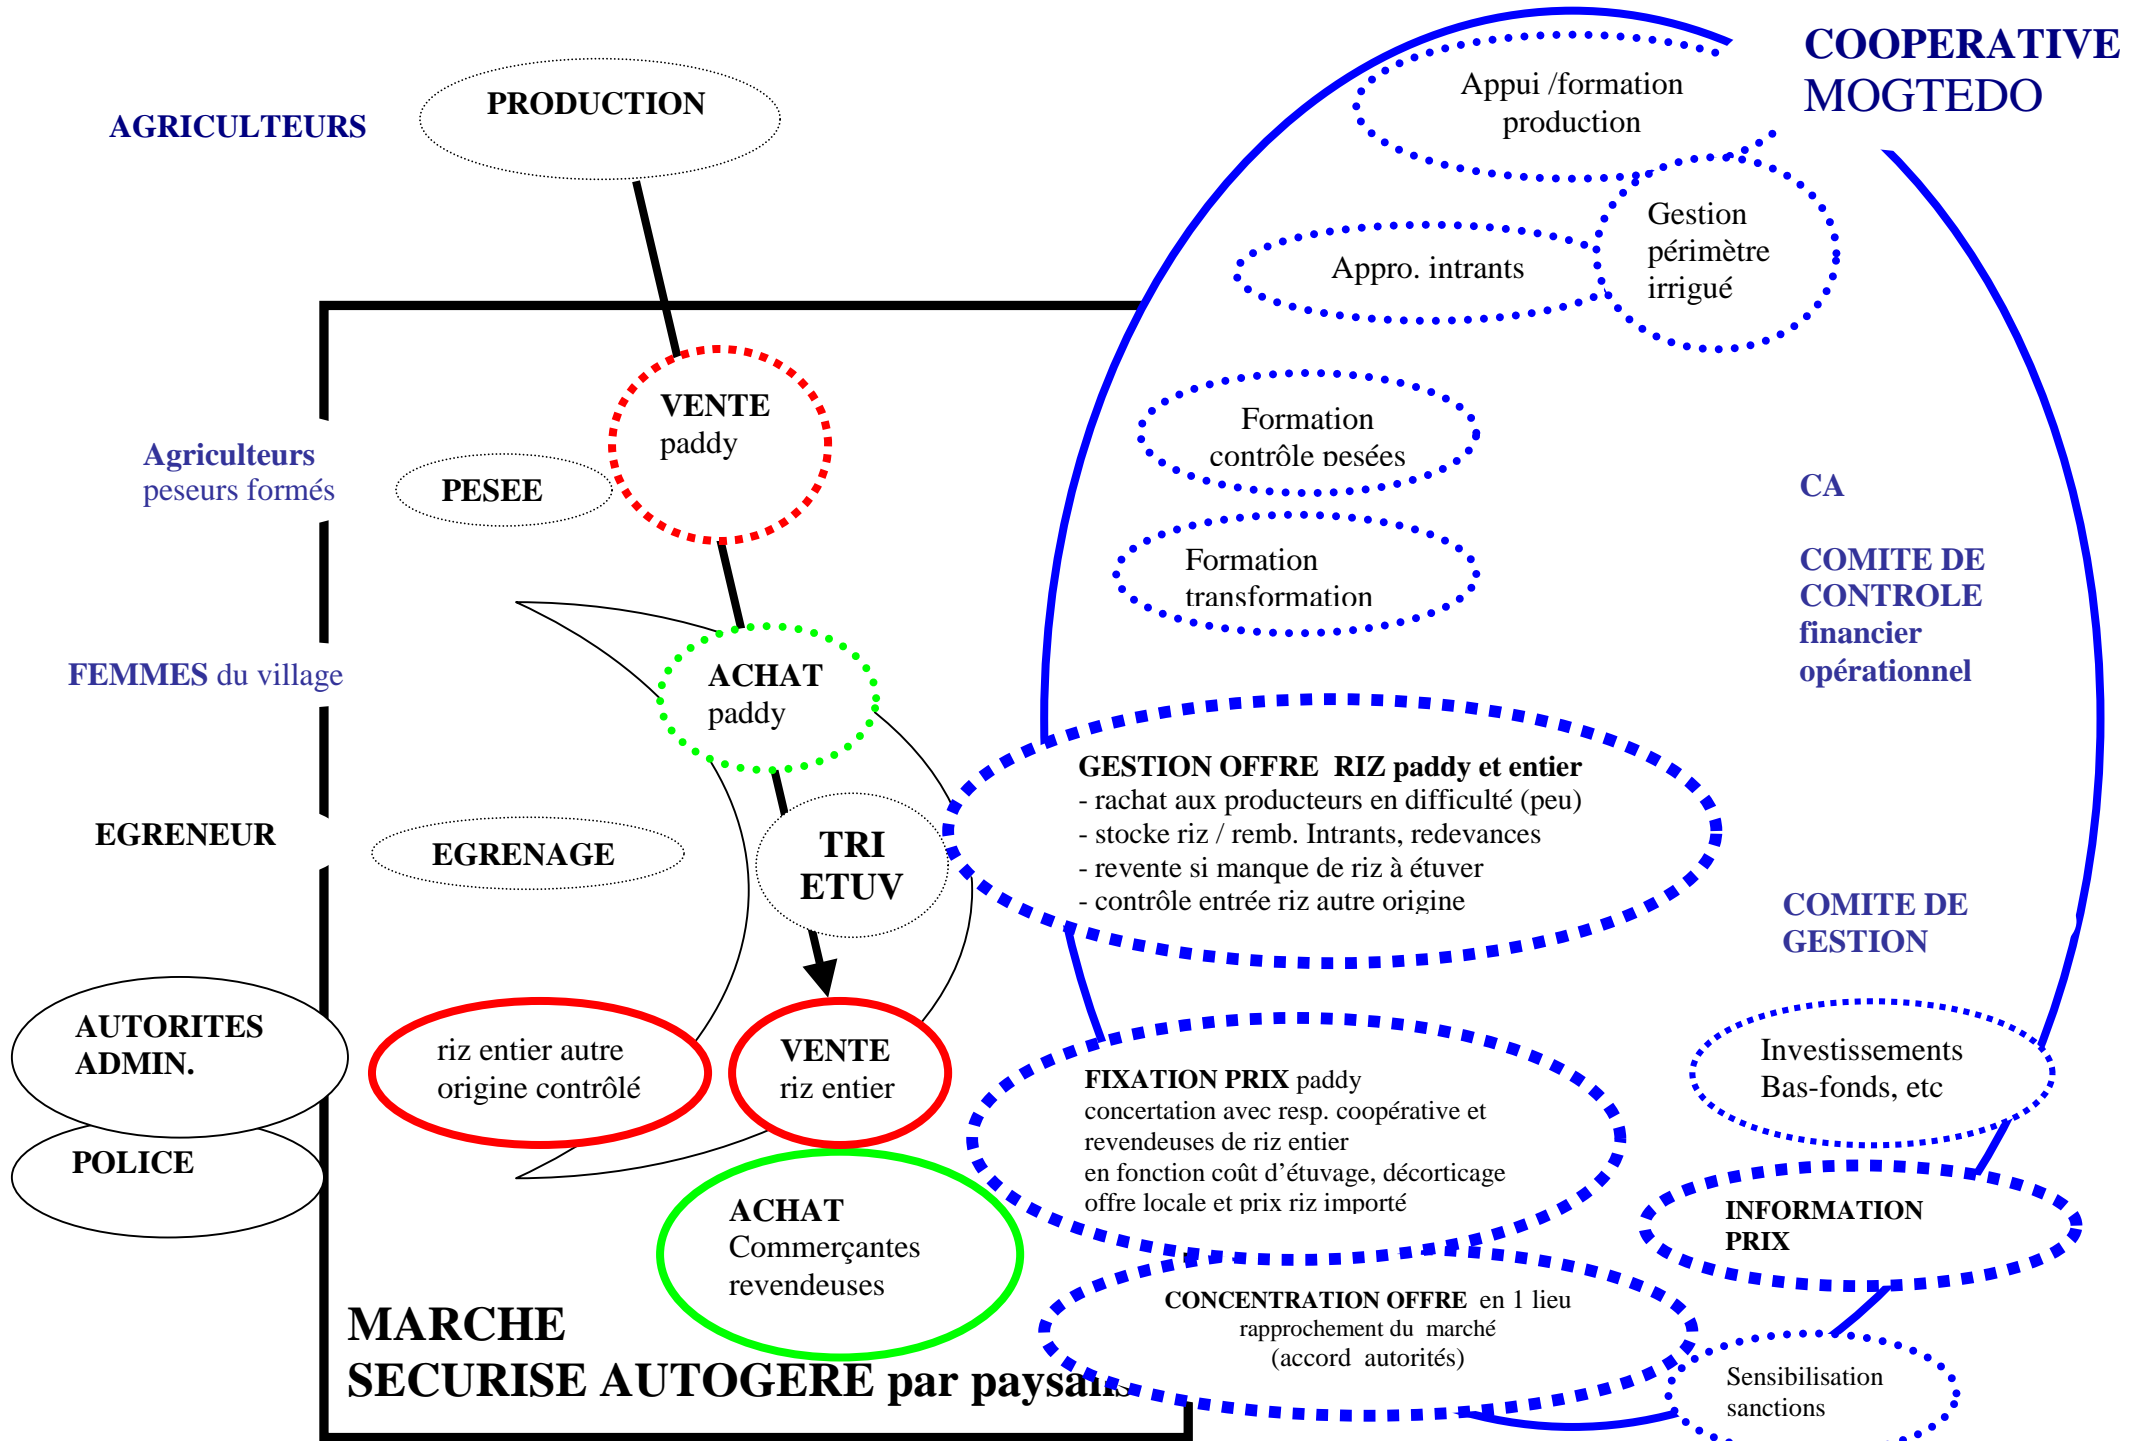 COOPERATIVE
MOGTEDO
AGRICULTEURS
PRODUCTION
Appui /formation
production
Gestion
périmètre
irrigué
Appro. intrants
VENTE
paddy
Agriculteurs
peseurs formés
PESEE
Formation
contrôle pesées
Formation
transformation
CA
COMITE DE
CONTROLE
financier
opérationnel
FEMMES du village
ACHAT
paddy
EGRENEUR
EGRENAGE
TRI
ETUV
GESTION OFFRE  RIZ paddy et entier
- rachat aux producteurs en difficulté (peu)
- stocke riz / remb. Intrants, redevances
- revente si manque de riz à étuver
- contrôle entrée riz autre origine
COMITE DE
GESTION
AUTORITES
ADMIN.
POLICE
riz entier autre
origine contrôlé
VENTE
riz entier
FIXATION PRIX paddy
concertation avec resp. coopérative et
revendeuses de riz entier
en fonction coût d'étuvage, décorticage
offre locale et prix riz importé
Investissements
Bas-fonds, etc
INFORMATION
PRIX
ACHAT
Commerçantes
revendeuses
CONCENTRATION OFFRE  en 1 lieu
rapprochement du  marché
(accord  autorités)
Sensibilisation
sanctions
MARCHE
SECURISE AUTOGERE par paysans